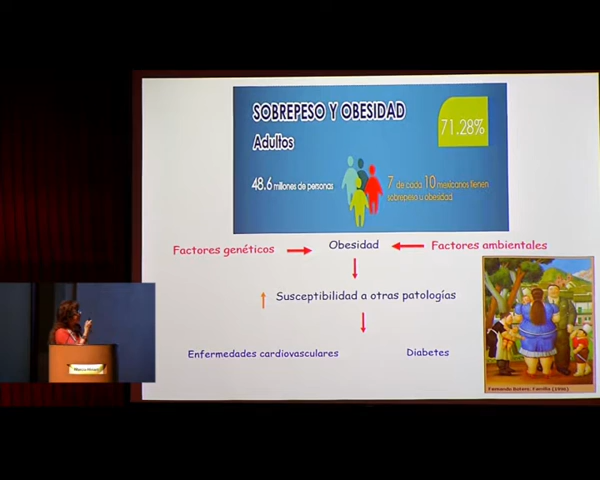 SOBREPESO Y OBESIDAD
Adultos
71.28%
48.6 millones de personas
7 de cada 10 mexicanos tienen
sobrepeso u obesidad
Factores genéticos
Obesidad
Factores ambientales
Susceptibilidad a otras patologías
Enfermedades cardiovasculares
Diabetes
Fernando Botero. Familia